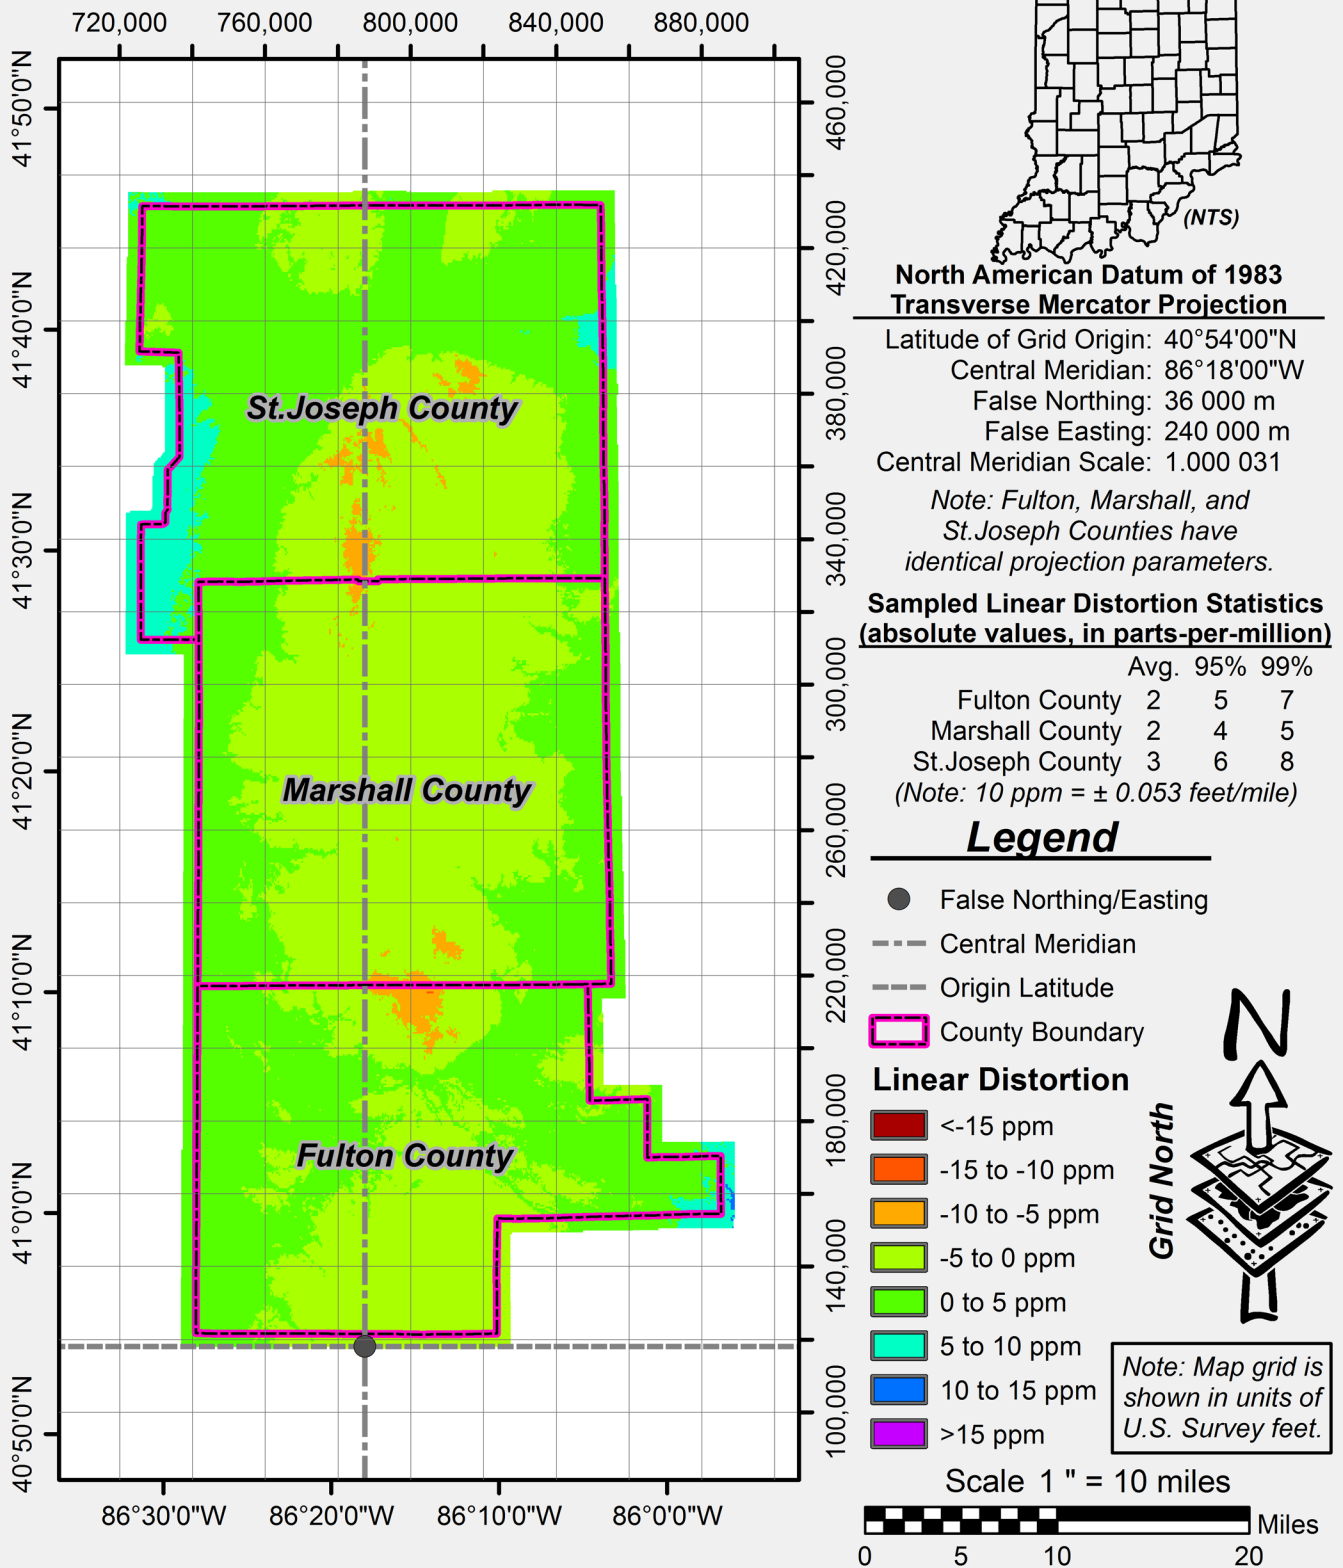 720,000 760,000 800,000 840,000 880,000
41°50'0"N
41°40'0"N
41°30'0"N
41°20'0"N
41°10'0"N
41°0'0"N
40°50'0"N
St.Joseph County
Marshall County
Fulton County
460,000
420,000
380,000
340,000
300,000
260,000
220,000
180,000
140,000
100,000
86°30'0"W 86°20'0"W 86°10'0"W 86°0'0"W
(NTS)
North American Datum of 1983
Transverse Mercator Projection
Latitude of Grid Origin: 40°54'00"N
Central Meridian: 86°18'00"W
False Northing: 36 000 m
False Easting: 240 000 m
Central Meridian Scale: 1.000 031
Note: Fulton, Marshall, and
St.Joseph Counties have
identical projection parameters.
Sampled Linear Distortion Statistics
(absolute values, in parts-per-million)
Avg. 95% 99%
Fulton County 2 5 7
Marshall County 2 4 5
St.Joseph County 3 6 8
(Note: 10 ppm = ± 0.053 feet/mile)
Legend
False Northing/Easting
Central Meridian
Origin Latitude
County Boundary
Linear Distortion
<-15 ppm
-15 to -10 ppm
-10 to -5 ppm
-5 to 0 ppm
0 to 5 ppm
5 to 10 ppm
10 to 15 ppm
>15 ppm
N
Grid North
Note: Map grid is
shown in units of
U.S. Survey feet.
Scale 1 " = 10 miles
Miles
0 5 10 20